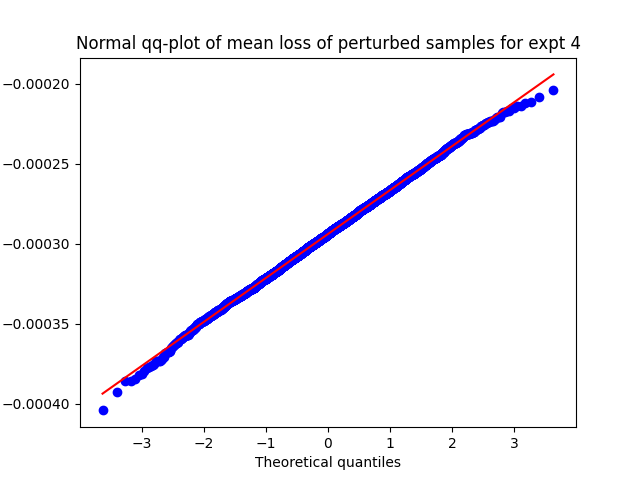 Normal qq-plot of mean loss of perturbed samples for expt 4
−0.00020
−0.00025
−0.00030
−0.00035
−0.00040
−3 −2 −1 0 1 2 3
Theoretical quantiles